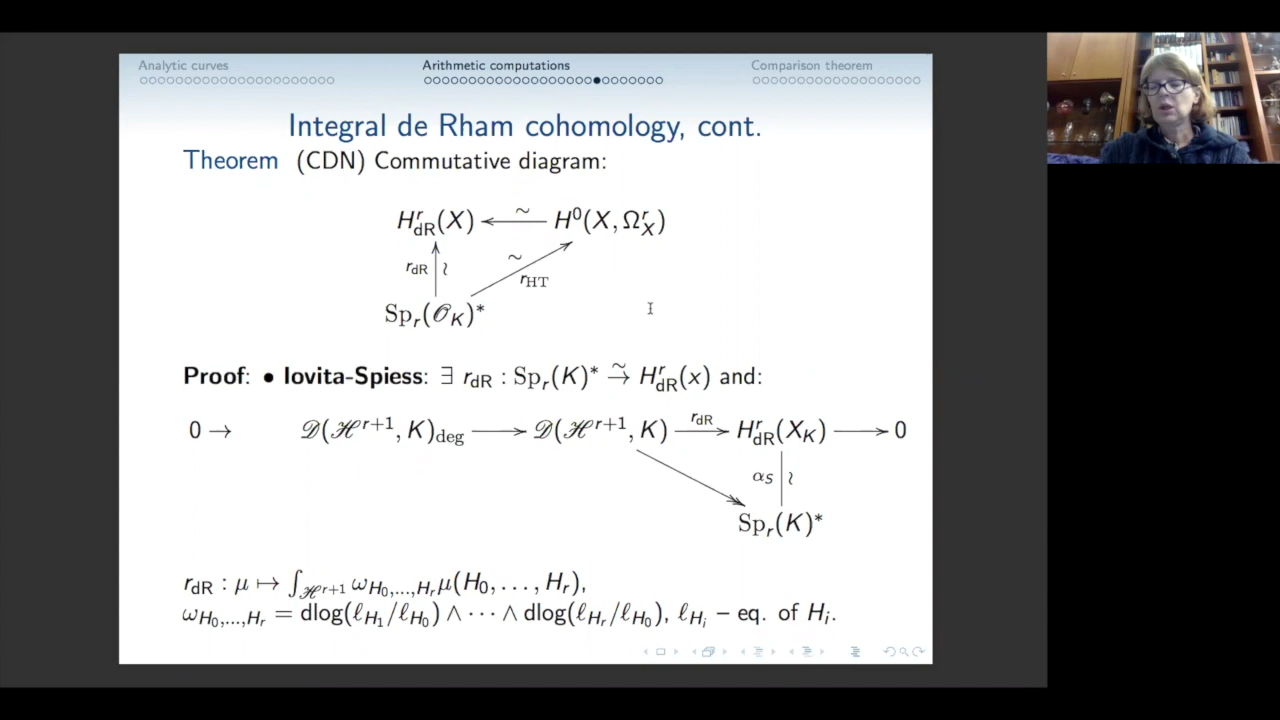 Analytic curves Arithmetic computations Comparison theorem
Integral de Rham cohomology, cont.
Theorem (CDN) Commutative diagram:
H^r_dR(X) ⟵∼ H^0(X, Ω^r_X)
r_dR ≀ ∼ r_HT
Sp_r(𝒪_K)*
Proof: • Iovita-Spiess: ∃ r_dR : Sp_r(K)* →∼ H^r_dR(x) and:
0 → 𝒟(ℋ^{r+1}, K)_deg ⟶ 𝒟(ℋ^{r+1}, K) ⟶^{r_dR} H^r_dR(X_K) ⟶ 0
α_S ≀
Sp_r(K)*
r_dR : μ ↦ ∫_{ℋ^{r+1}} ω_{H_0,...,H_r} μ(H_0, . . . , H_r),
ω_{H_0,...,H_r} = dlog(ℓ_{H_1}/ℓ_{H_0}) ∧ ⋯ ∧ dlog(ℓ_{H_r}/ℓ_{H_0}), ℓ_{H_i} – eq. of H_i.